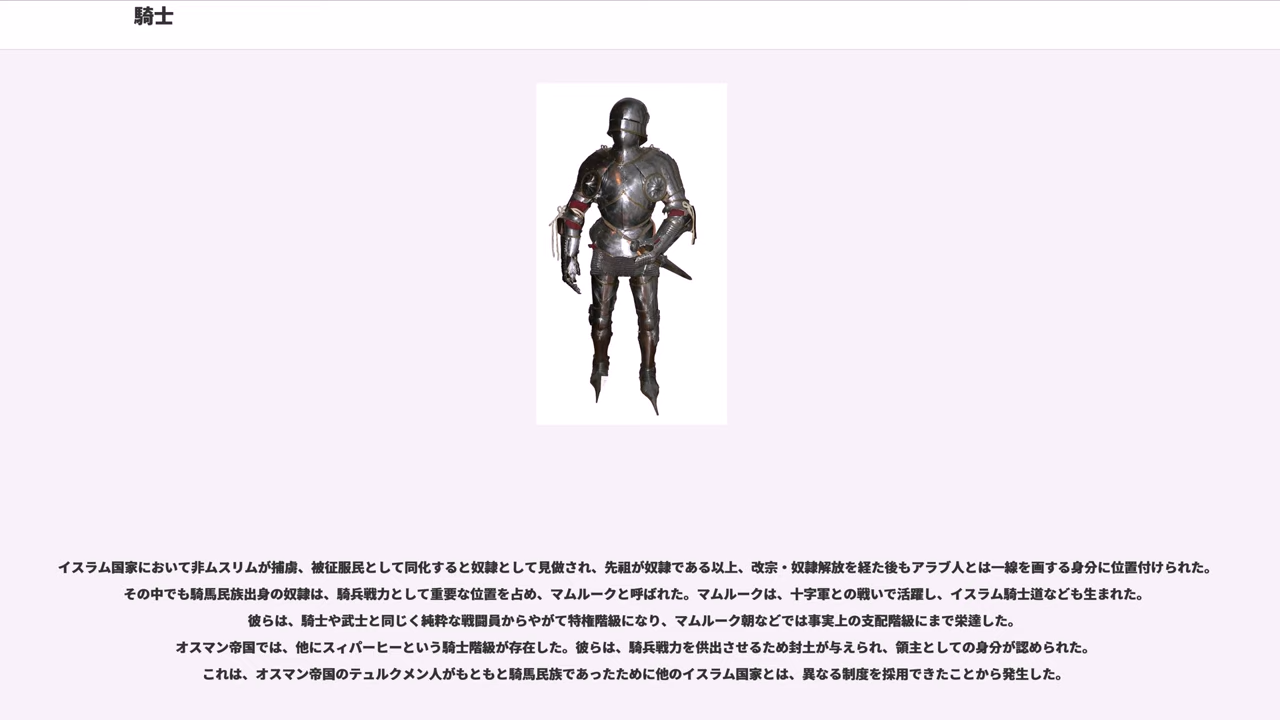 騎士
イスラム国家において非ムスリムが捕虜、被征服民として同化すると奴隷として見做され、先祖が奴隷である以上、改宗・奴隷解放を経た後もアラブ人とは一線を画する身分に位置付けられた。
その中でも騎馬民族出身の奴隷は、騎兵戦力として重要な位置を占め、マムルークと呼ばれた。マムルークは、十字軍との戦いで活躍し、イスラム騎士道なども生まれた。
彼らは、騎士や武士と同じく純粋な戦闘員からやがて特権階級になり、マムルーク朝などでは事実上の支配階級にまで栄達した。
オスマン帝国では、他にスィパーヒーという騎士階級が存在した。彼らは、騎兵戦力を供出させるため封土が与えられ、領主としての身分が認められた。
これは、オスマン帝国のテュルクメン人がもともと騎馬民族であったために他のイスラム国家とは、異なる制度を採用できたことから発生した。